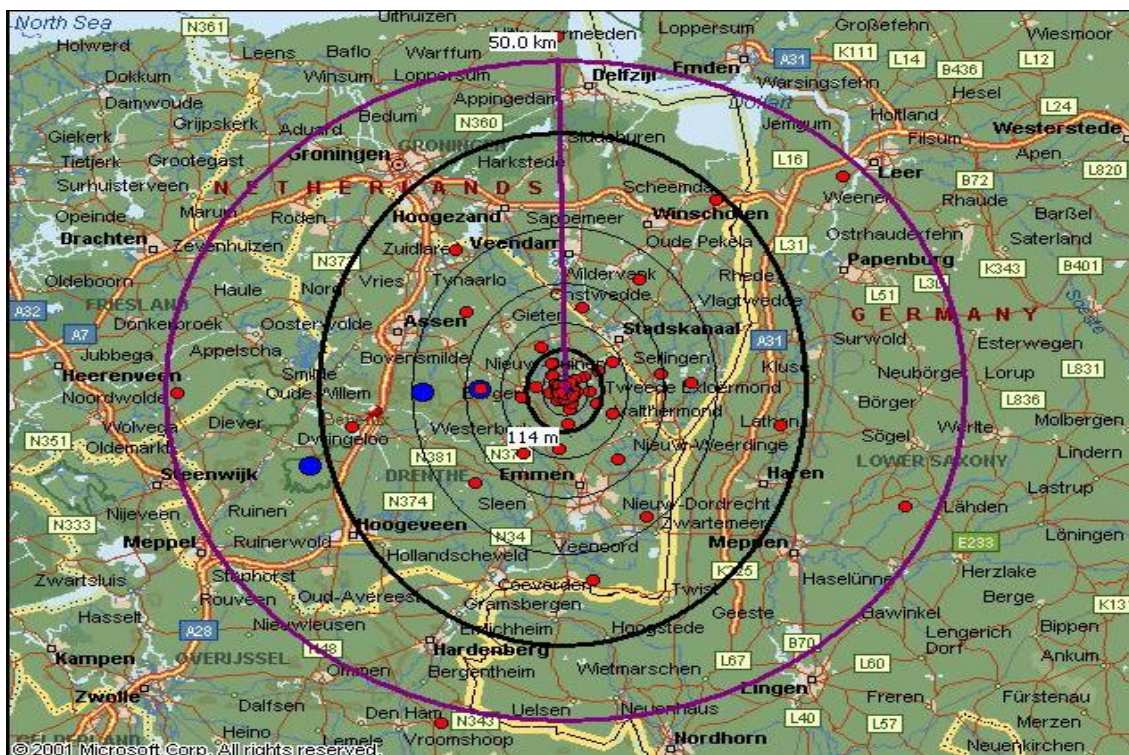 North Sea
N361
Uithuizen
Uithuizermeeden
Loppersum
Großefehn
Wiesmoor
Holwerd
Leens
Baflo
Warffum
50.0 km
Emden
A31
K111
L14
L12
Dokkum
Winsum
Loppersum
Delfzijl
Warsingsfehn
B436
Hesel
Damwoude
Appingedam
Dollart
Holtland
L24
Giekerk
Grijpskerk
Aduard
Bedum
N360
Siddeburen
Jemgum
Filsum
Westerstede
Tietjerk
Grootegast
Groningen
GRONINGEN
Harkstede
L16
Leer
Apen
L820
Surhuisterveen
NETHERLANDS
Scheemda
Weener
B72
Rhaude
Opeinde
Marum
Roden
Hoogezand
Sappemeer
Winschoten
Barßel
Drachten
Zevenhuizen
Zuidlaren
Veendam
Oude Pekela
L31
Ostrhauderfehn
Saterland
Oldeboorn
Haule
N373
Norg
Vries
Tynaarlo
Wildervank
Rhede
Papenburg
K343
B401
A32
FRIESLAND
Onstwedde
Vlagtwedde
L51
L30
Soeste
Donkerbroek
Oosterwolde
Assen
Gieten
Stadskanaal
GERMANY
A7
Jubbega
Appelscha
Bovensmilde
Sellingen
A31
Surwold
Esterwegen
Heerenveen
Smilde
Kluse
Neubörger
Lorup
L831
Noordwolde
Oude Willem
Tweede Exloermond
L836
Wolvega
Diever
Beilen
Börger
Molbergen
N351
Oldemarkt
Dwingeloo
Westerbork
114 m
Valthermond
Lathen
Sögel
Werlte
Steenwijk
N381
Nieuw-Weerdinge
LOWER SAXONY
Lindern
DRENTHE
Emmen
Haren
Lastrup
N333
Nijeveen
Ruinen
N374
Sleen
Nieuw-Dordrecht
Lähden
Meppel
Ruinerwold
Hoogeveen
N34
Zwartemeer
Meppen
Löningen
Hollandscheveld
Veenoord
E233
Zwartsluis
Staphorst
Coevorden
Twist
Haselünne
Herzlake
Hasselt
Rouveen
Oud-Avereest
Gramsbergen
Geeste
Berge
K131
Nieuwleusen
Emlichheim
Hoogstede
Bawinkel
Bippen
A28
N48
Hardenberg
B70
Lengerich
Dorf
Kampen
OVERIJSSEL
Ommen
Bergentheim
Wietmarschen
L67
L60
Ankum
Zwolle
Lingen
Freren
Fürstenau
Dalfsen
Den Ham
N343
Uelsen
Neuenhaus
L40
L57
Merzen
GELDERLAND
Heino
Lemele
Vroomshoop
Nordhorn
Neuenkirchen
© 2001 Microsoft Corp. All rights reserved.